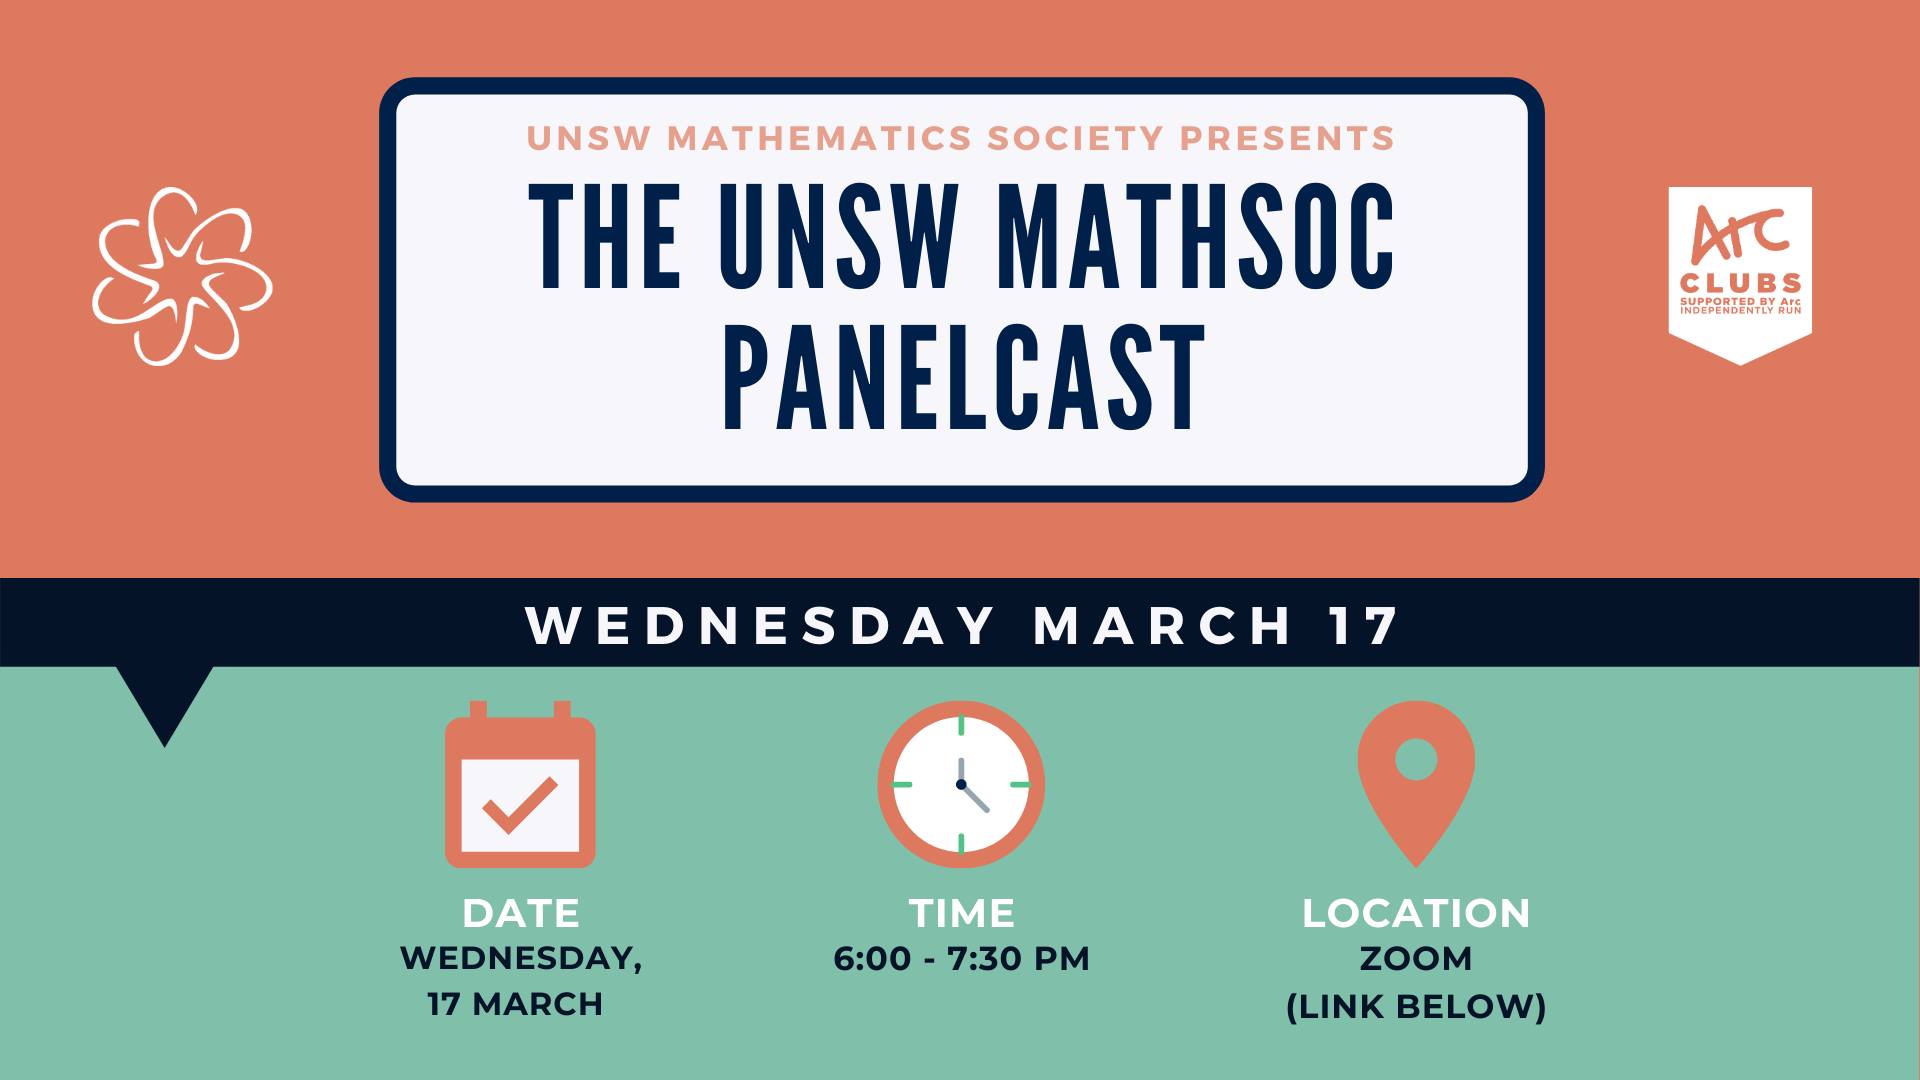 UNSW MATHEMATICS SOCIETY PRESENTS
THE UNSW MATHSOC
PANELCAST
Arc
CLUBS
SUPPORTED BY Arc
INDEPENDENTLY RUN
WEDNESDAY MARCH 17
DATE
WEDNESDAY,
17 MARCH
TIME
6:00 - 7:30 PM
LOCATION
ZOOM
(LINK BELOW)